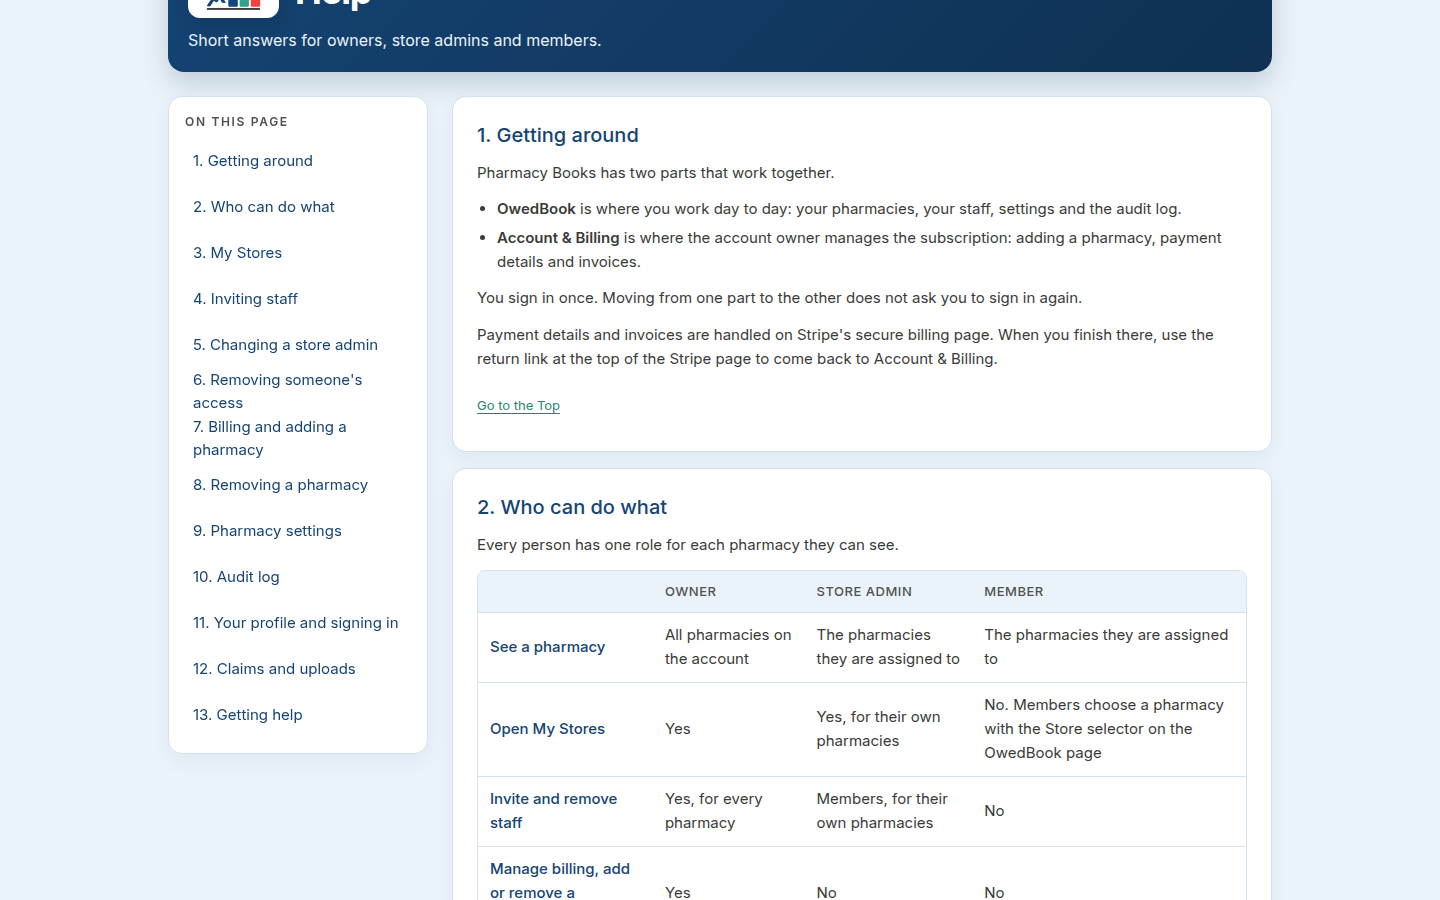 Help
Short answers for owners, store admins and members.
ON THIS PAGE
1. Getting around
2. Who can do what
3. My Stores
4. Inviting staff
5. Changing a store admin
6. Removing someone's
access
7. Billing and adding a
pharmacy
8. Removing a pharmacy
9. Pharmacy settings
10. Audit log
11. Your profile and signing in
12. Claims and uploads
13. Getting help
1. Getting around
Pharmacy Books has two parts that work together.
• OwedBook is where you work day to day: your pharmacies, your staff, settings and the audit log.
• Account & Billing is where the account owner manages the subscription: adding a pharmacy, payment
details and invoices.
You sign in once. Moving from one part to the other does not ask you to sign in again.
Payment details and invoices are handled on Stripe's secure billing page. When you finish there, use the
return link at the top of the Stripe page to come back to Account & Billing.
Go to the Top
2. Who can do what
Every person has one role for each pharmacy they can see.
OWNER STORE ADMIN MEMBER
See a pharmacy
All pharmacies on
the account
The pharmacies
they are assigned to
The pharmacies they are assigned
to
Open My Stores
Yes
Yes, for their own
pharmacies
No. Members choose a pharmacy
with the Store selector on the
OwedBook page
Invite and remove
staff
Yes, for every
pharmacy
Members, for their
own pharmacies
No
Manage billing, add
or remove a
Yes
No
No